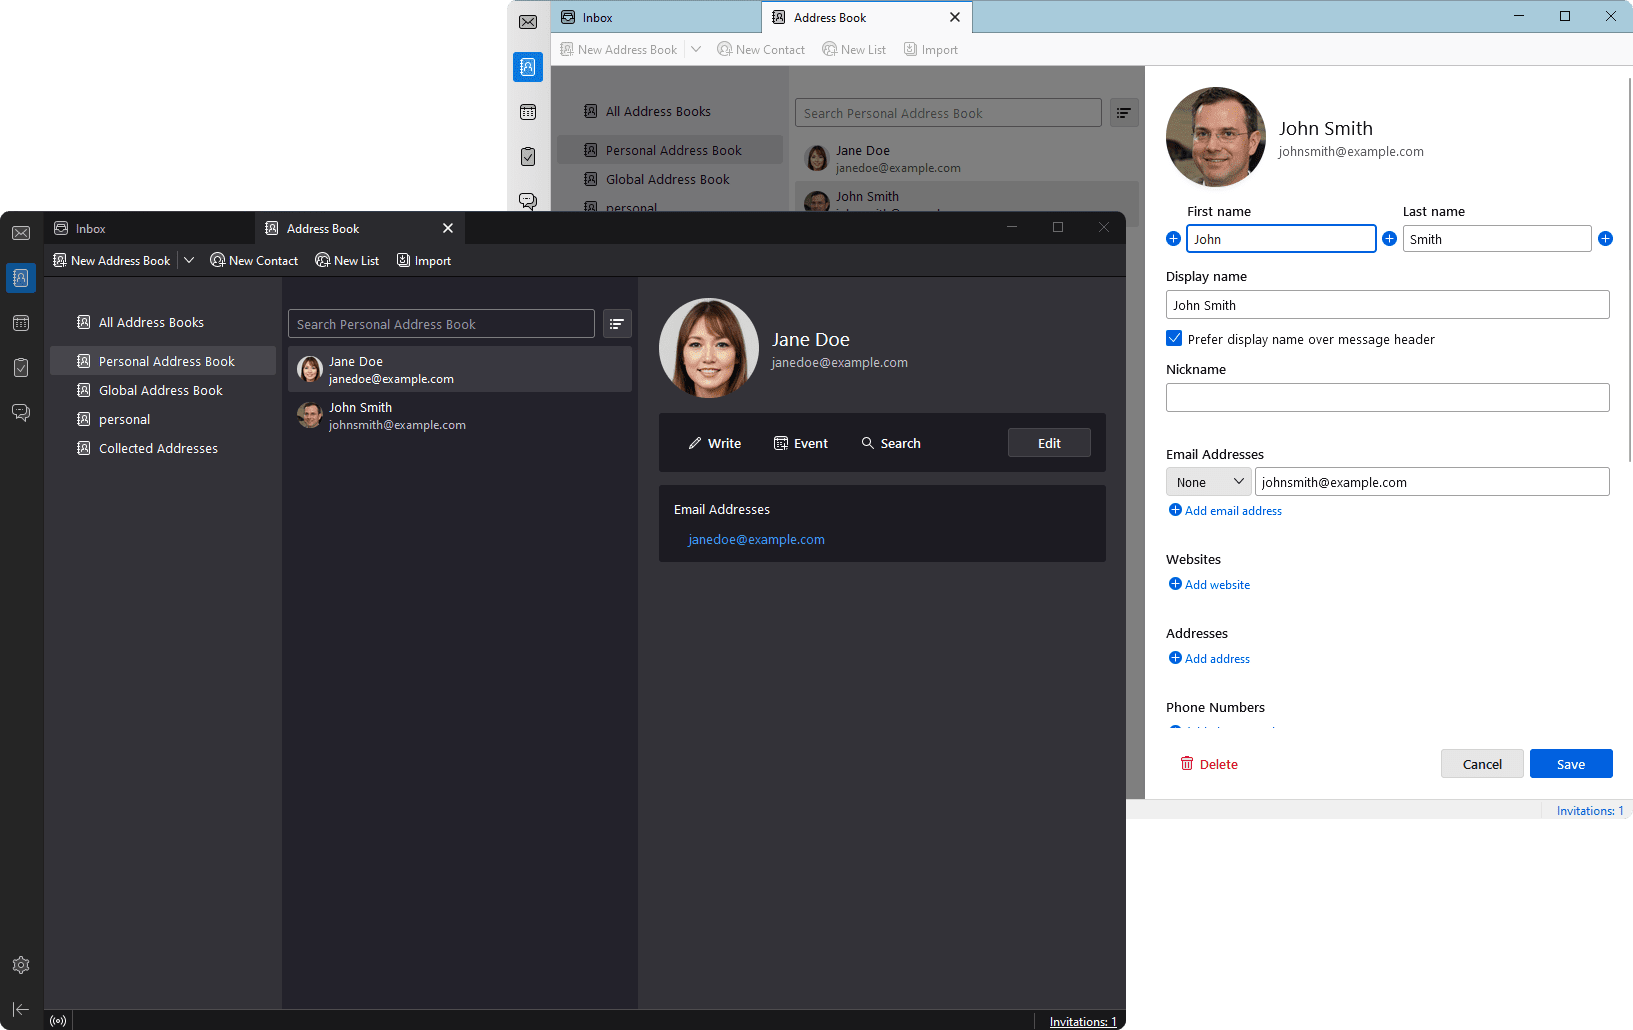 Inbox
Address Book
New Address Book
New Contact
New List
Import
All Address Books
Personal Address Book
Global Address Book
personal
Search Personal Address Book
Jane Doe
janedoe@example.com
John Smith
John Smith
johnsmith@example.com
First name
Last name
John
Smith
Display name
John Smith
Prefer display name over message header
Nickname
Email Addresses
None
johnsmith@example.com
Add email address
Websites
Add website
Addresses
Add address
Phone Numbers
Delete
Cancel
Save
Invitations: 1
Inbox
Address Book
New Address Book
New Contact
New List
Import
All Address Books
Personal Address Book
Global Address Book
personal
Collected Addresses
Search Personal Address Book
Jane Doe
janedoe@example.com
John Smith
johnsmith@example.com
Jane Doe
janedoe@example.com
Write
Event
Search
Edit
Email Addresses
janedoe@example.com
Invitations: 1